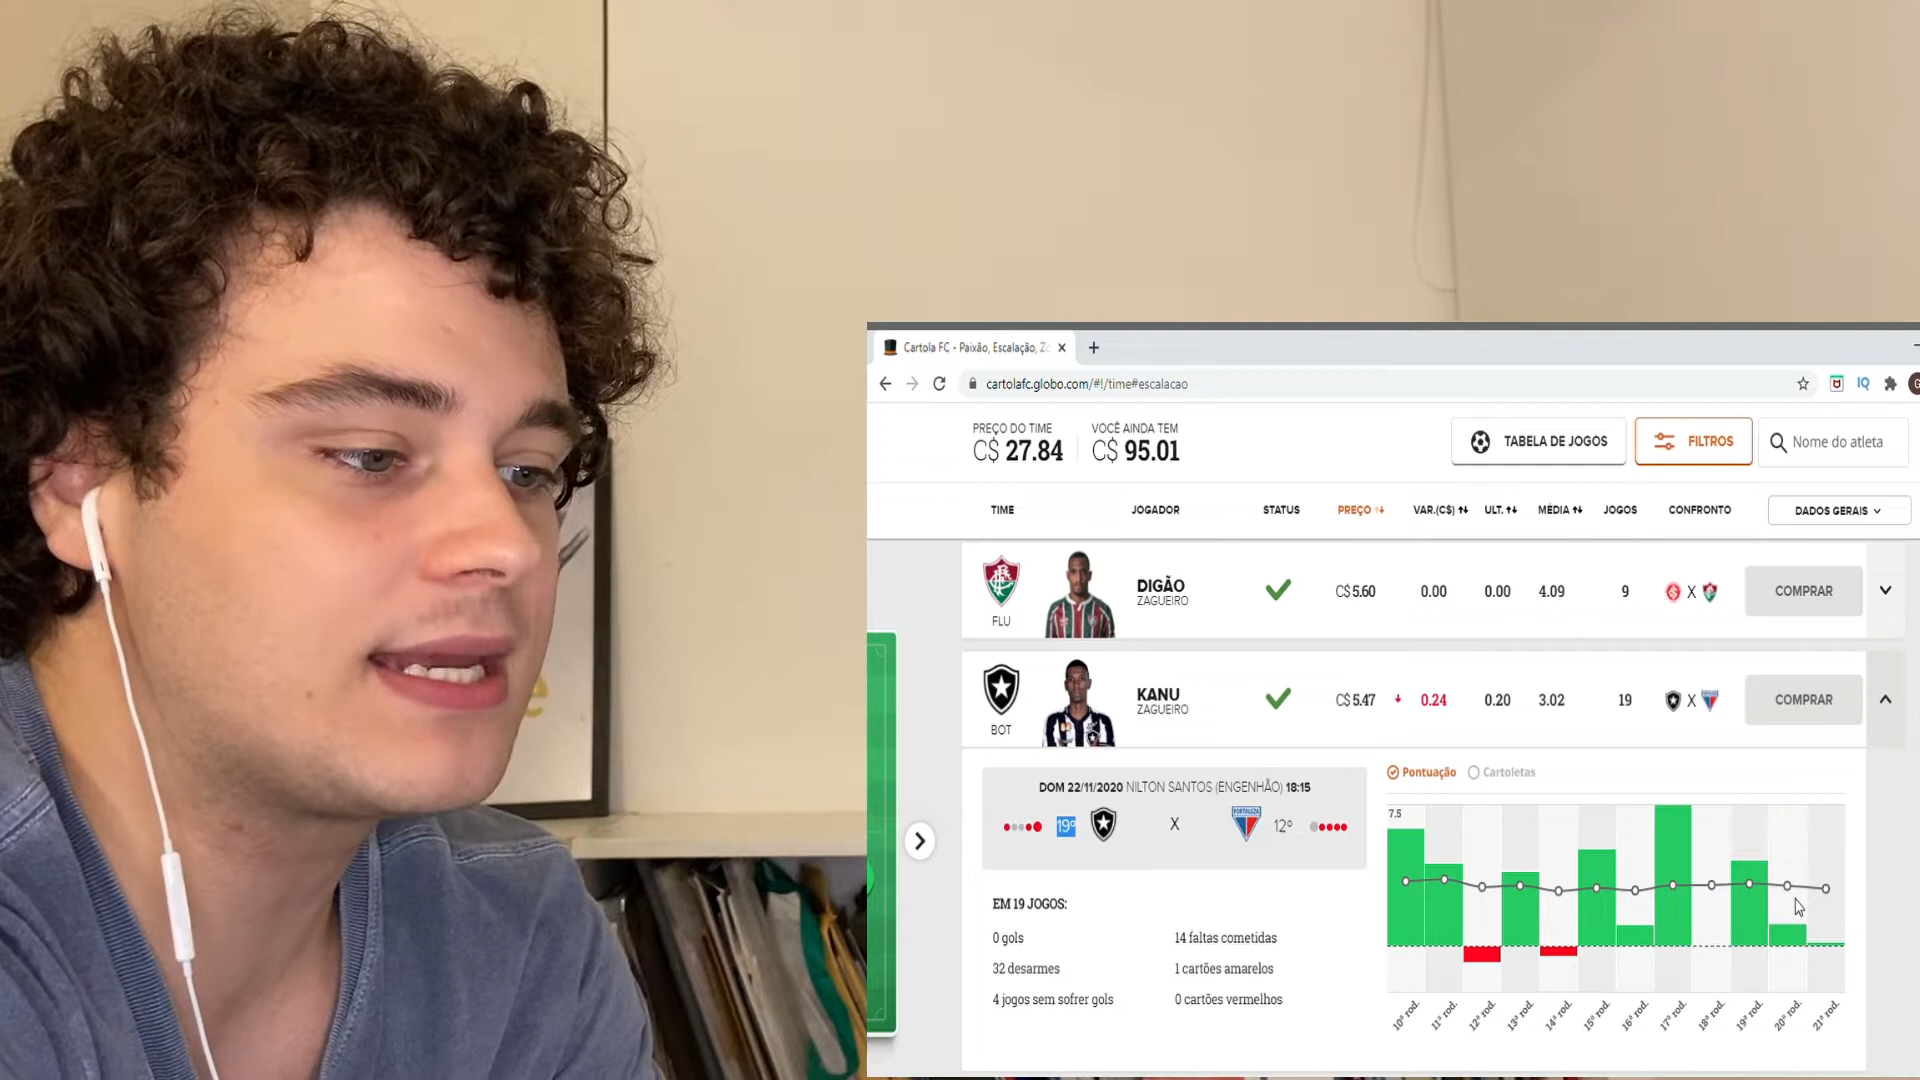 Cartola FC - Paixão, Escalação, Zo
cartolafc.globo.com/#!/time#escalacao
IQ
G
PREÇO DO TIME
C$ 27.84
VOCÊ AINDA TEM
C$ 95.01
TABELA DE JOGOS
FILTROS
Nome do atleta
TIME JOGADOR STATUS PREÇO VAR.(C$) ULT. MÉDIA JOGOS CONFRONTO DADOS GERAIS
FLU
DIGÃO
ZAGUEIRO
C$ 5.60 0.00 0.00 4.09 9 X COMPRAR
BOT
KANU
ZAGUEIRO
C$ 5.47 0.24 0.20 3.02 19 X COMPRAR
DOM 22/11/2020 NILTON SANTOS (ENGENHÃO) 18:15
19º X FORTALEZA 12º
EM 19 JOGOS:
0 gols
14 faltas cometidas
32 desarmes
1 cartões amarelos
4 jogos sem sofrer gols
0 cartões vermelhos
Pontuação Cartoletas
7.5
10ª rod. 11ª rod. 12ª rod. 13ª rod. 14ª rod. 15ª rod. 16ª rod. 17ª rod. 18ª rod. 19ª rod. 20ª rod. 21ª rod.